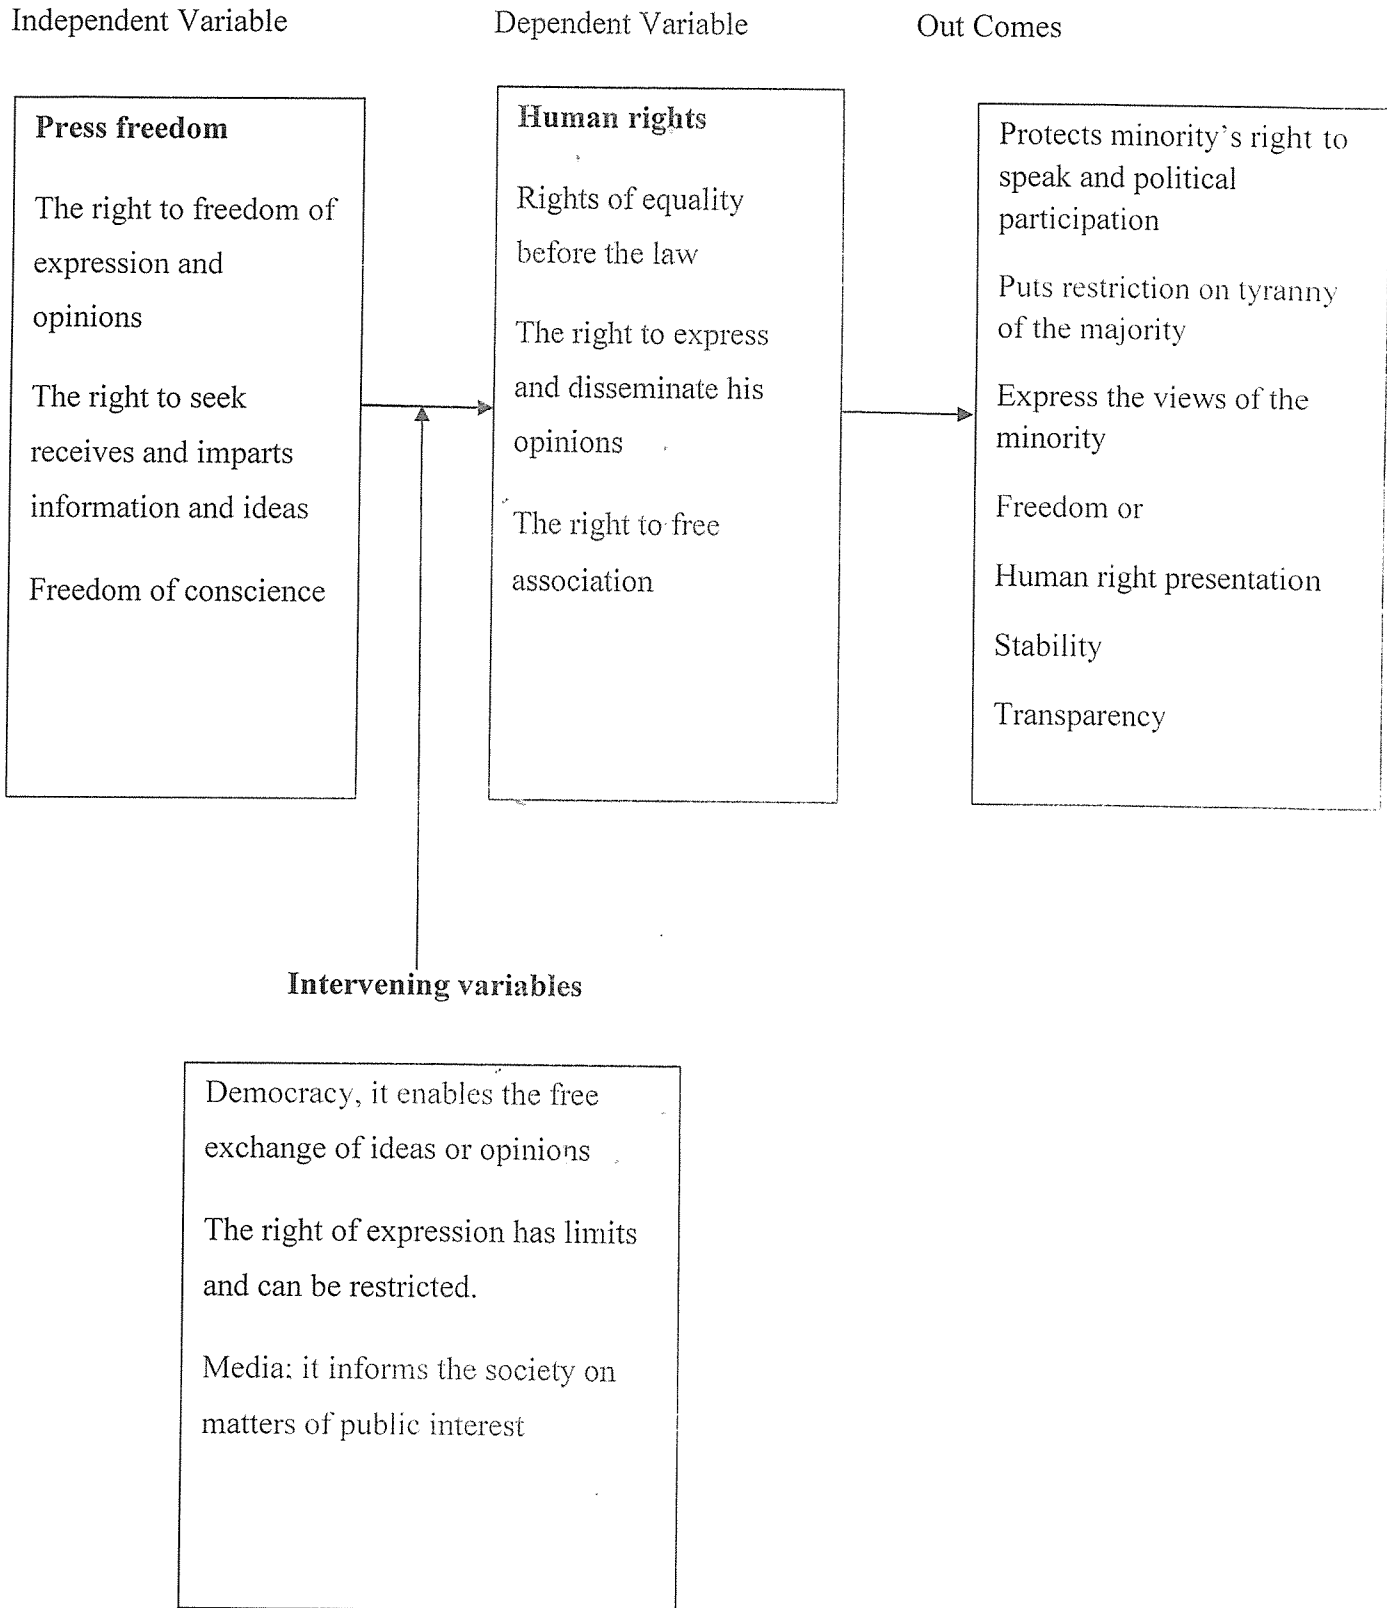 Independent Variable
Dependent Variable
Out Comes
Press freedom
The right to freedom of
expression and
opinions
The right to seek
receives and imparts
information and ideas
Freedom of conscience
Human rights
Rights of equality
before the law
The right to express
and disseminate his
opinions
The right to free
association
Protects minority's right to
speak and political
participation
Puts restriction on tyranny
of the majority
Express the views of the
minority
Freedom or
Human right presentation
Stability
Transparency
Intervening variables
Democracy, it enables the free
exchange of ideas or opinions
The right of expression has limits
and can be restricted.
Media: it informs the society on
matters of public interest